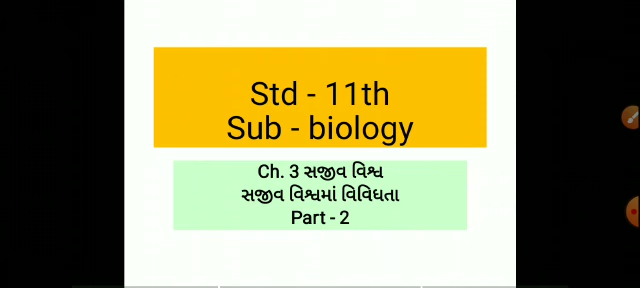 Std - 11th
Sub - biology
Ch. 3 સજીવ વિશ્વ
સજીવ વિશ્વમાં વિવિધતા
Part - 2